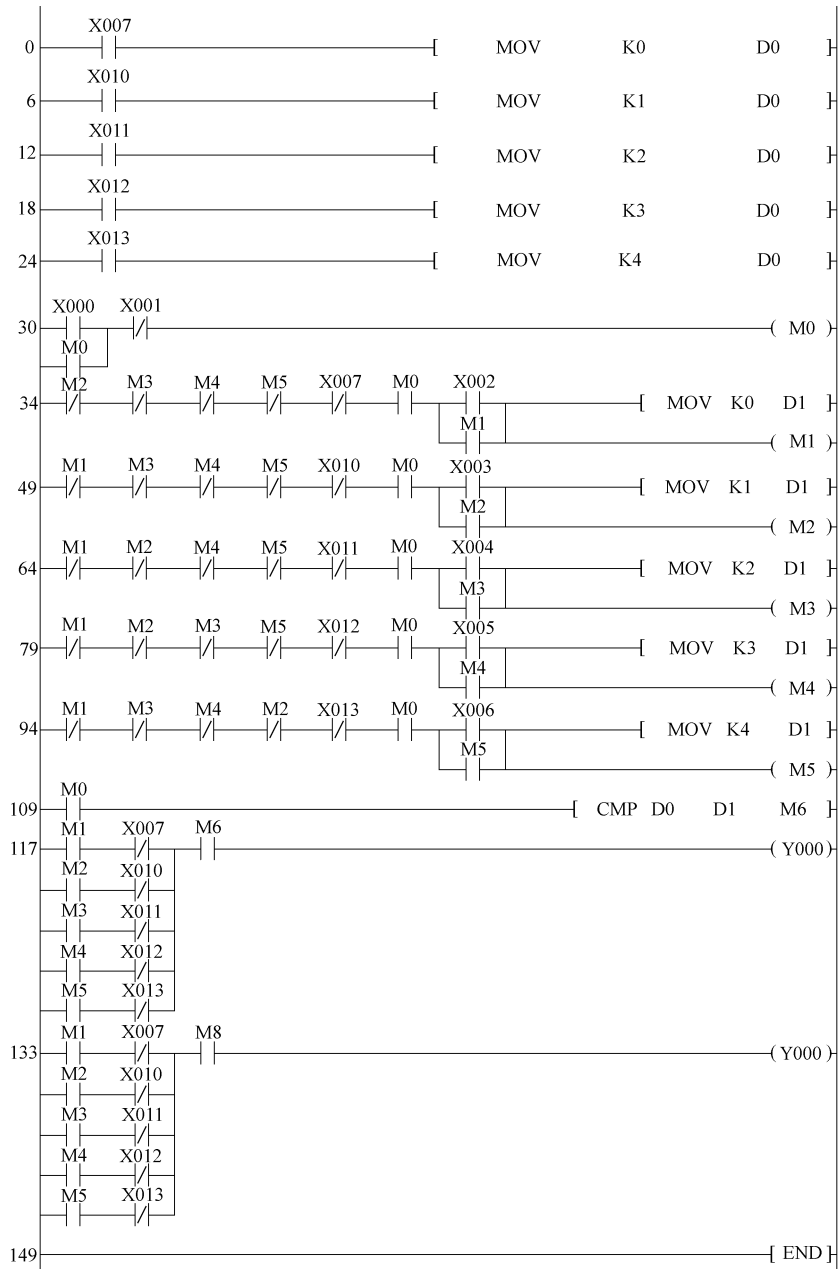 X007
0 [ MOV K0 D0 ]
X010
6 [ MOV K1 D0 ]
X011
12 [ MOV K2 D0 ]
X012
18 [ MOV K3 D0 ]
X013
24 [ MOV K4 D0 ]
X000 X001
30 ( M0 )
M0
M2 M3 M4 M5 X007 M0 X002
34 [ MOV K0 D1 ]
M1
( M1 )
M1 M3 M4 M5 X010 M0 X003
49 [ MOV K1 D1 ]
M2
( M2 )
M1 M2 M4 M5 X011 M0 X004
64 [ MOV K2 D1 ]
M3
( M3 )
M1 M2 M3 M5 X012 M0 X005
79 [ MOV K3 D1 ]
M4
( M4 )
M1 M3 M4 M2 X013 M0 X006
94 [ MOV K4 D1 ]
M5
( M5 )
M0
109 [ CMP D0 D1 M6 ]
M1 X007 M6
117 ( Y000 )
M2 X010
M3 X011
M4 X012
M5 X013
M1 X007 M8
133 ( Y000 )
M2 X010
M3 X011
M4 X012
M5 X013
149 [ END ]